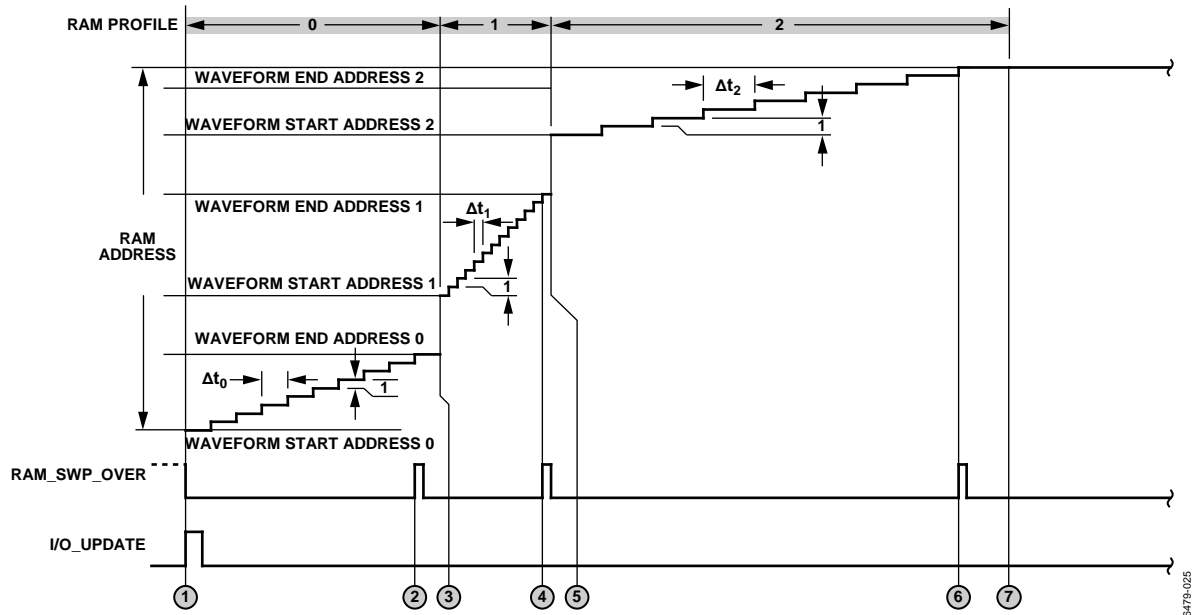 RAM PROFILE
0
1
2
WAVEFORM END ADDRESS 2
Δt2
WAVEFORM START ADDRESS 2
1
WAVEFORM END ADDRESS 1
Δt1
RAM
ADDRESS
WAVEFORM START ADDRESS 1
1
WAVEFORM END ADDRESS 0
Δt0
1
WAVEFORM START ADDRESS 0
RAM_SWP_OVER
I/O_UPDATE
1 2 3 4 5 6 7